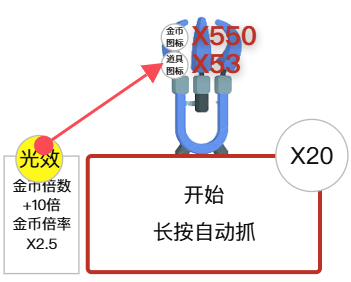 金币
图标
X550
道具
图标
X53
光效
金币倍数
+10倍
金币倍率
X2.5
X20
开始
长按自动抓